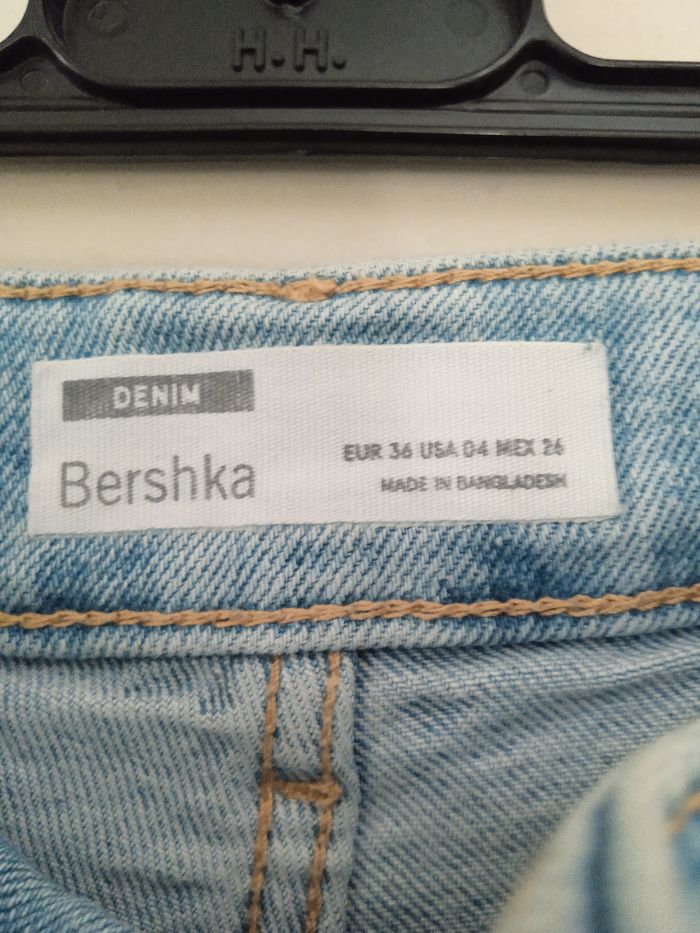 H.H.
DENIM
Bershka
EUR 36 USA 04 MEX 26
MADE IN BANGLADESH